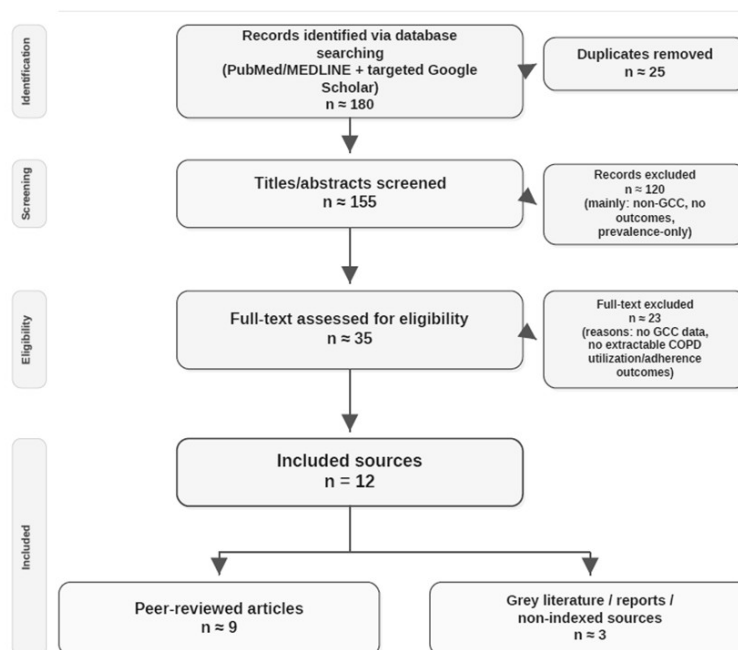 Identification
Records identified via database
searching
(PubMed/MEDLINE + targeted Google
Scholar)
n ≈ 180
Duplicates removed
n ≈ 25
Screening
Titles/abstracts screened
n ≈ 155
Records excluded
n ≈ 120
(mainly: non-GCC, no
outcomes,
prevalence-only)
Eligibility
Full-text assessed for eligibility
n ≈ 35
Full-text excluded
n ≈ 23
(reasons: no GCC data,
no extractable COPD
utilization/adherence
outcomes)
Included
Included sources
n = 12
Peer-reviewed articles
n ≈ 9
Grey literature / reports /
non-indexed sources
n ≈ 3